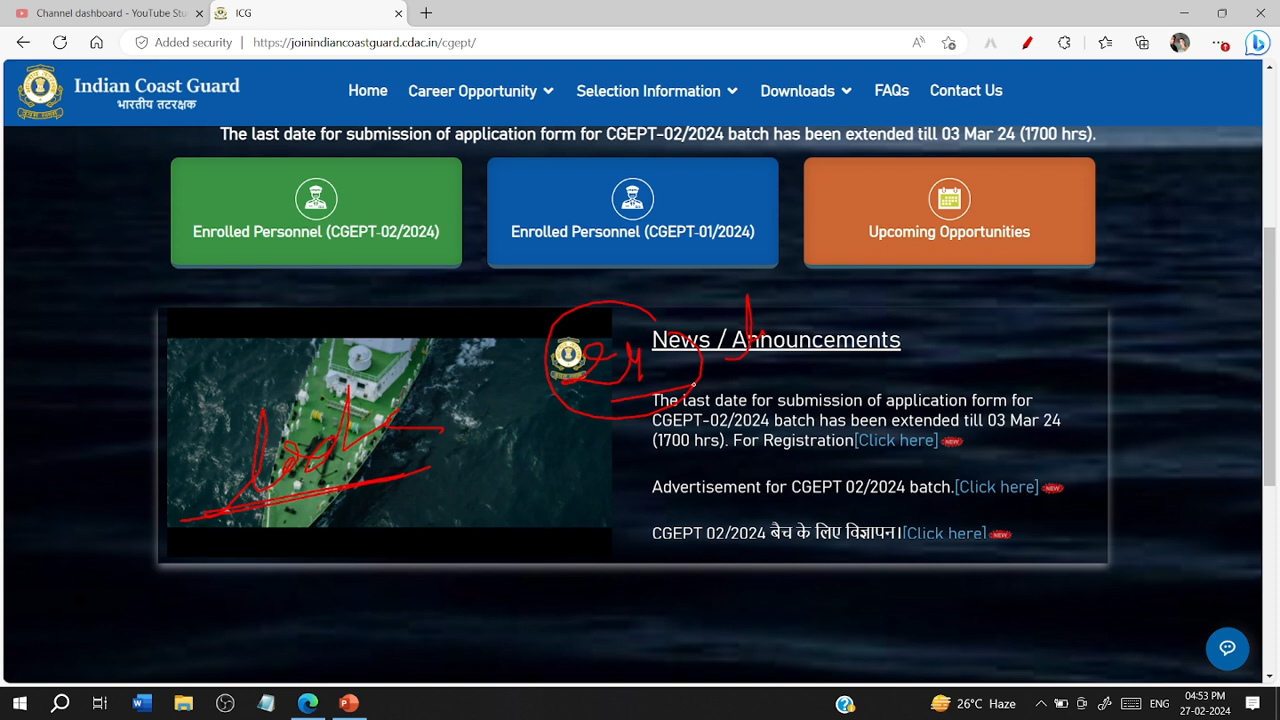 Channel dashboard - YouTube Stu
ICG
Added security
https://joinindiancoastguard.cdac.in/cgept/
Indian Coast Guard
भारतीय तटरक्षक
Home
Career Opportunity
Selection Information
Downloads
FAQs
Contact Us
The last date for submission of application form for CGEPT-02/2024 batch has been extended till 03 Mar 24 (1700 hrs).
Enrolled Personnel (CGEPT-02/2024)
Enrolled Personnel (CGEPT-01/2024)
Upcoming Opportunities
News / Announcements
The last date for submission of application form for
CGEPT-02/2024 batch has been extended till 03 Mar 24
(1700 hrs). For Registration[Click here] NEW
Advertisement for CGEPT 02/2024 batch.[Click here] NEW
CGEPT 02/2024 बैच के लिए विज्ञापन।[Click here] NEW
26°C Haze
ENG
04:53 PM
27-02-2024